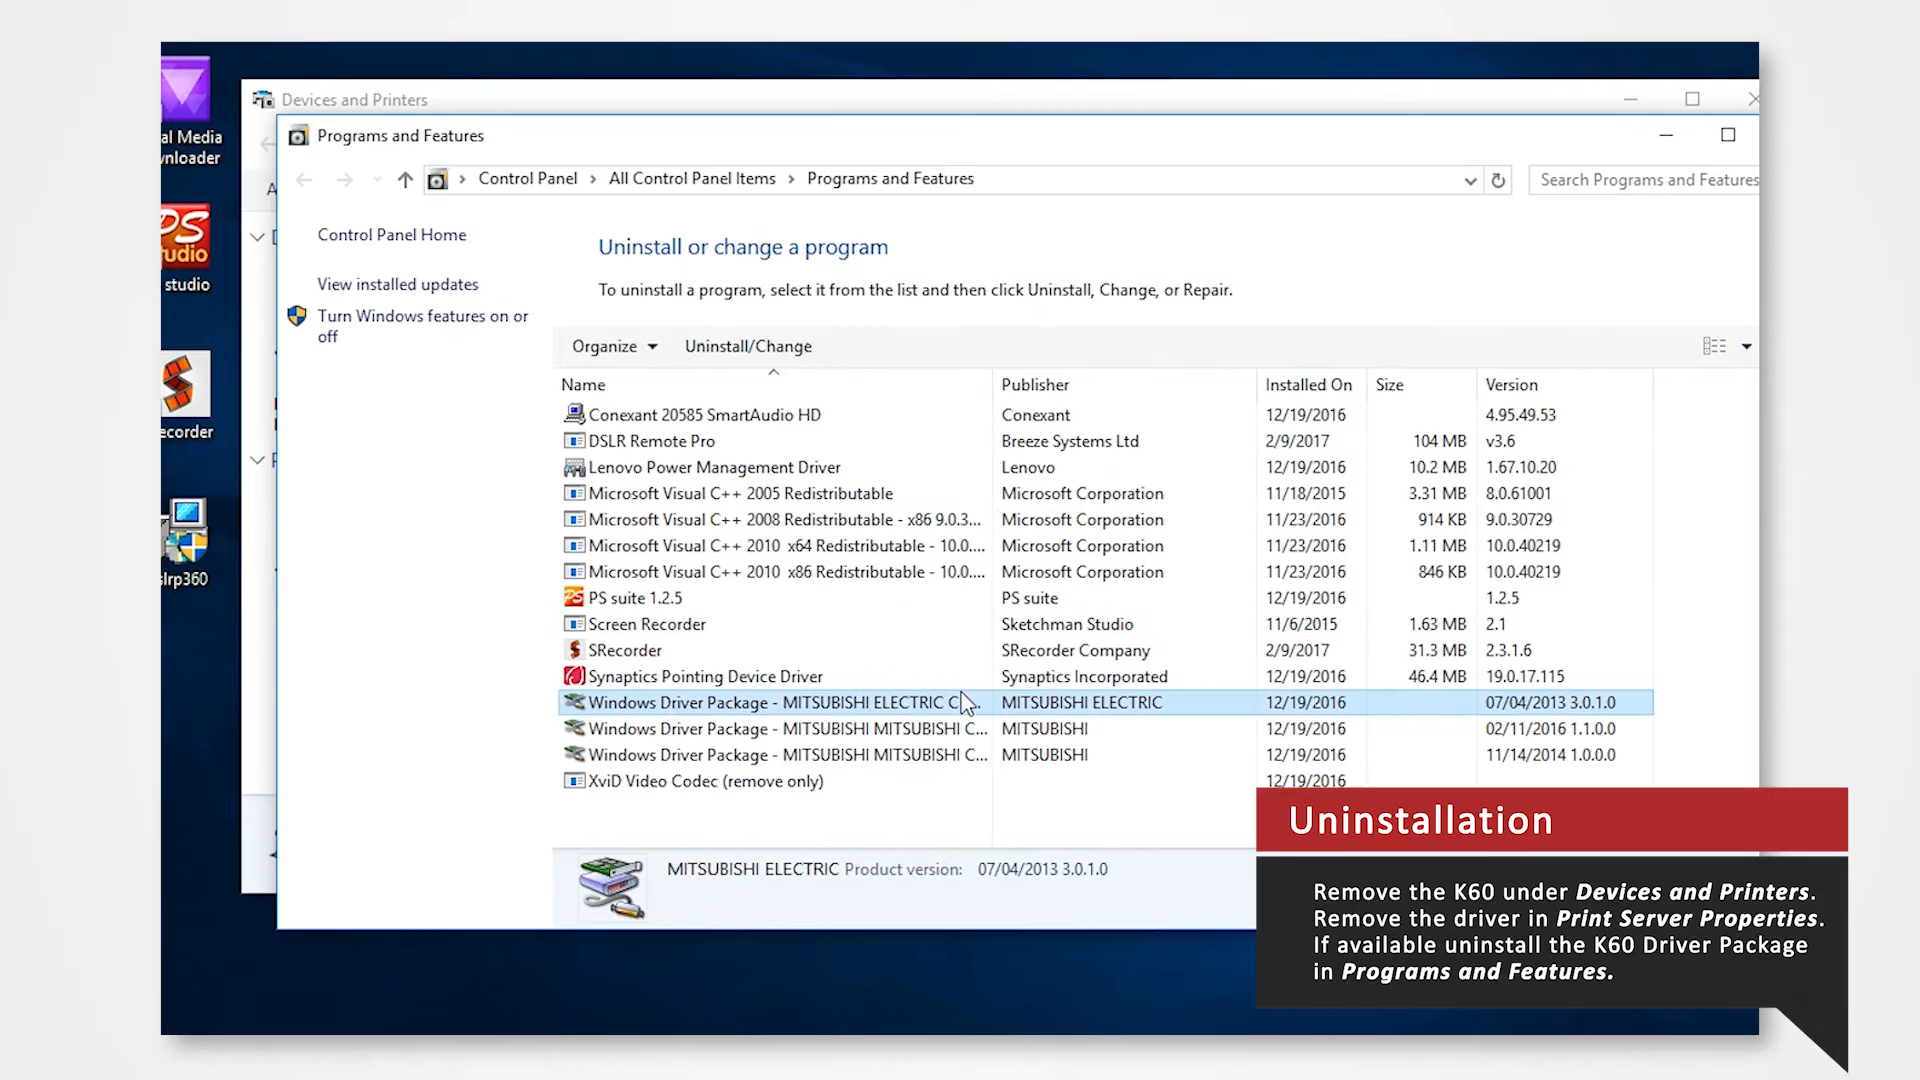 al Media
wnloader
PS
udio
studio
ecorder
slrp360
Devices and Printers
Programs and Features
Control Panel > All Control Panel Items > Programs and Features
Search Programs and Features
Control Panel Home
View installed updates
Turn Windows features on or
off
Uninstall or change a program
To uninstall a program, select it from the list and then click Uninstall, Change, or Repair.
Organize Uninstall/Change
Name Publisher Installed On Size Version
Conexant 20585 SmartAudio HD Conexant 12/19/2016 4.95.49.53
DSLR Remote Pro Breeze Systems Ltd 2/9/2017 104 MB v3.6
Lenovo Power Management Driver Lenovo 12/19/2016 10.2 MB 1.67.10.20
Microsoft Visual C++ 2005 Redistributable Microsoft Corporation 11/18/2015 3.31 MB 8.0.61001
Microsoft Visual C++ 2008 Redistributable - x86 9.0.3... Microsoft Corporation 11/23/2016 914 KB 9.0.30729
Microsoft Visual C++ 2010 x64 Redistributable - 10.0.... Microsoft Corporation 11/23/2016 1.11 MB 10.0.40219
Microsoft Visual C++ 2010 x86 Redistributable - 10.0.... Microsoft Corporation 11/23/2016 846 KB 10.0.40219
PS suite 1.2.5 PS suite 12/19/2016 1.2.5
Screen Recorder Sketchman Studio 11/6/2015 1.63 MB 2.1
SRecorder SRecorder Company 2/9/2017 31.3 MB 2.3.1.6
Synaptics Pointing Device Driver Synaptics Incorporated 12/19/2016 46.4 MB 19.0.17.115
Windows Driver Package - MITSUBISHI ELECTRIC C... MITSUBISHI ELECTRIC 12/19/2016 07/04/2013 3.0.1.0
Windows Driver Package - MITSUBISHI MITSUBISHI C... MITSUBISHI 12/19/2016 02/11/2016 1.1.0.0
Windows Driver Package - MITSUBISHI MITSUBISHI C... MITSUBISHI 12/19/2016 11/14/2014 1.0.0.0
XviD Video Codec (remove only) 12/19/2016
MITSUBISHI ELECTRIC Product version: 07/04/2013 3.0.1.0
Uninstallation
Remove the K60 under Devices and Printers.
Remove the driver in Print Server Properties.
If available uninstall the K60 Driver Package
in Programs and Features.